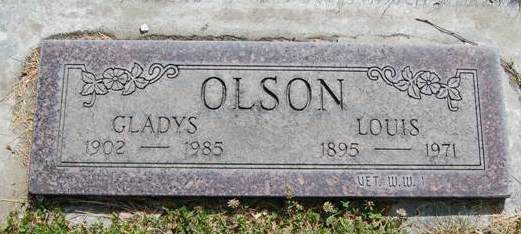 OLSON
GLADYS LOUIS
1902 — 1985 1895 — 1971
VET. W.W. I